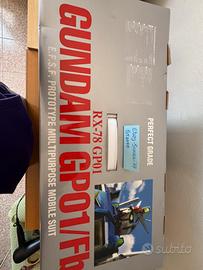 PERFECT GRADE
RX-78 GP01
GUNDAM GP01/Fb
E.F.S.F. PROTOTYPE MULTIPURPOSE MOBILE SUIT
subito